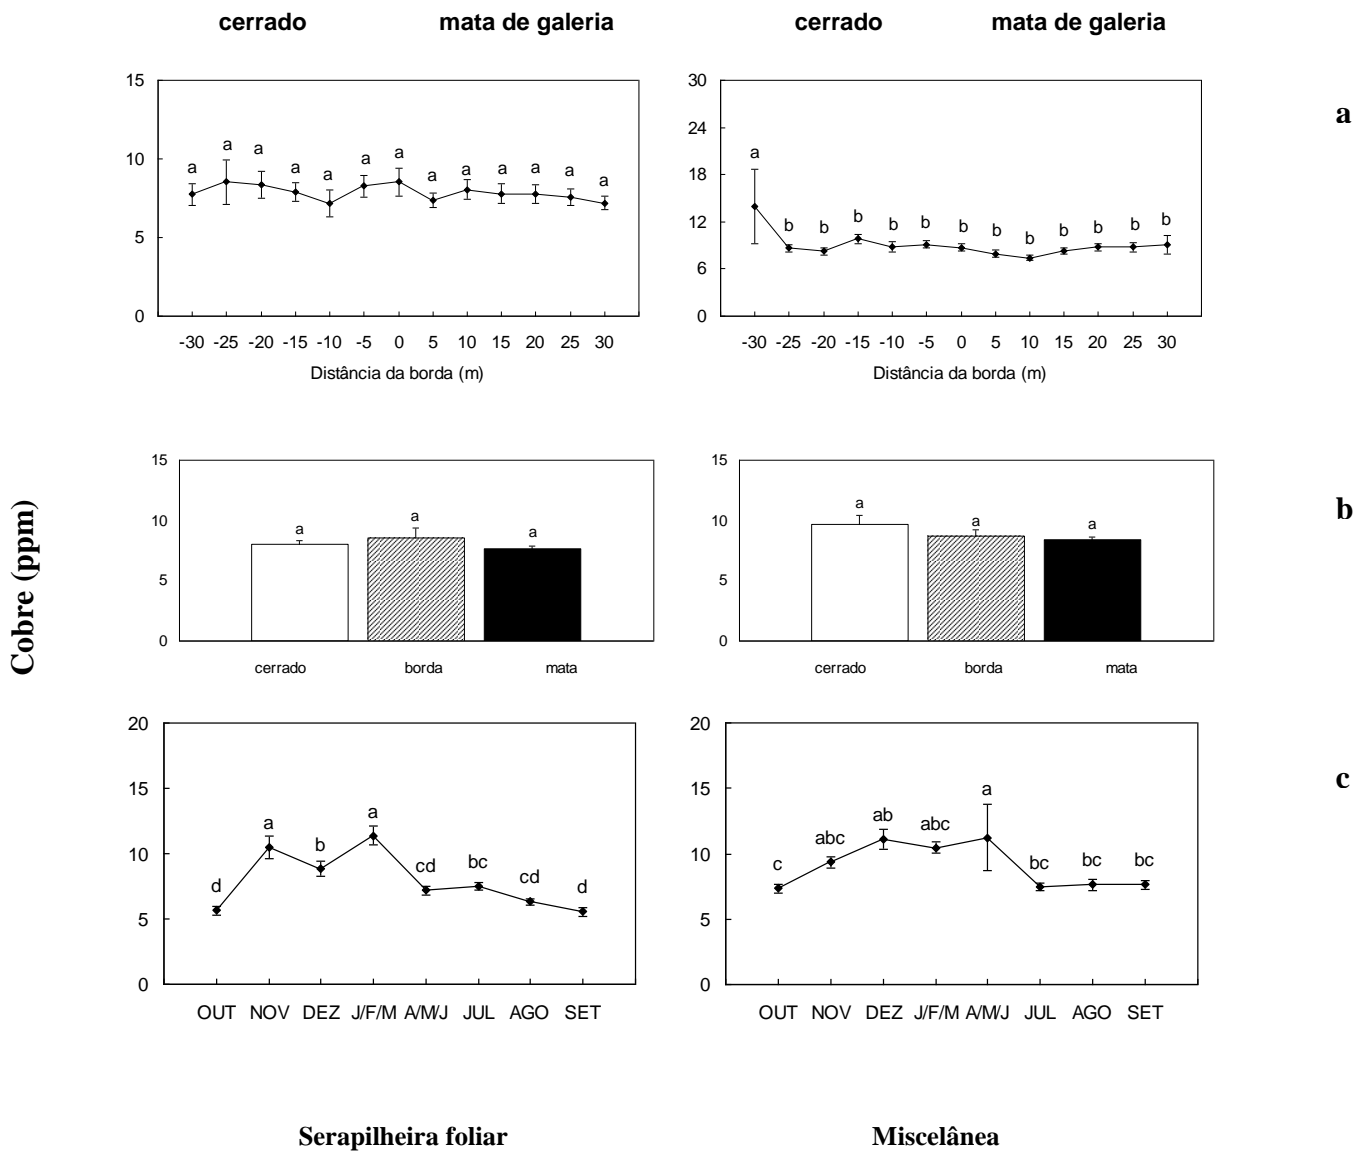 cerrado mata de galeria cerrado mata de galeria
a
15
10
5
0
a a a a a a a a a a a a a
-30 -25 -20 -15 -10 -5 0 5 10 15 20 25 30
Distância da borda (m)
30
24
18
12
6
0
a b b b b b b b b b b b b
-30 -25 -20 -15 -10 -5 0 5 10 15 20 25 30
Distância da borda (m)
Cobre (ppm)
b
15
10
5
0
a a a
cerrado borda mata
15
10
5
0
a a a
cerrado borda mata
c
20
15
10
5
0
d a b a cd bc cd d
OUT NOV DEZ J/F/M A/M/J JUL AGO SET
20
15
10
5
0
c abc ab abc a bc bc bc
OUT NOV DEZ J/F/M A/M/J JUL AGO SET
Serapilheira foliar Miscelânea